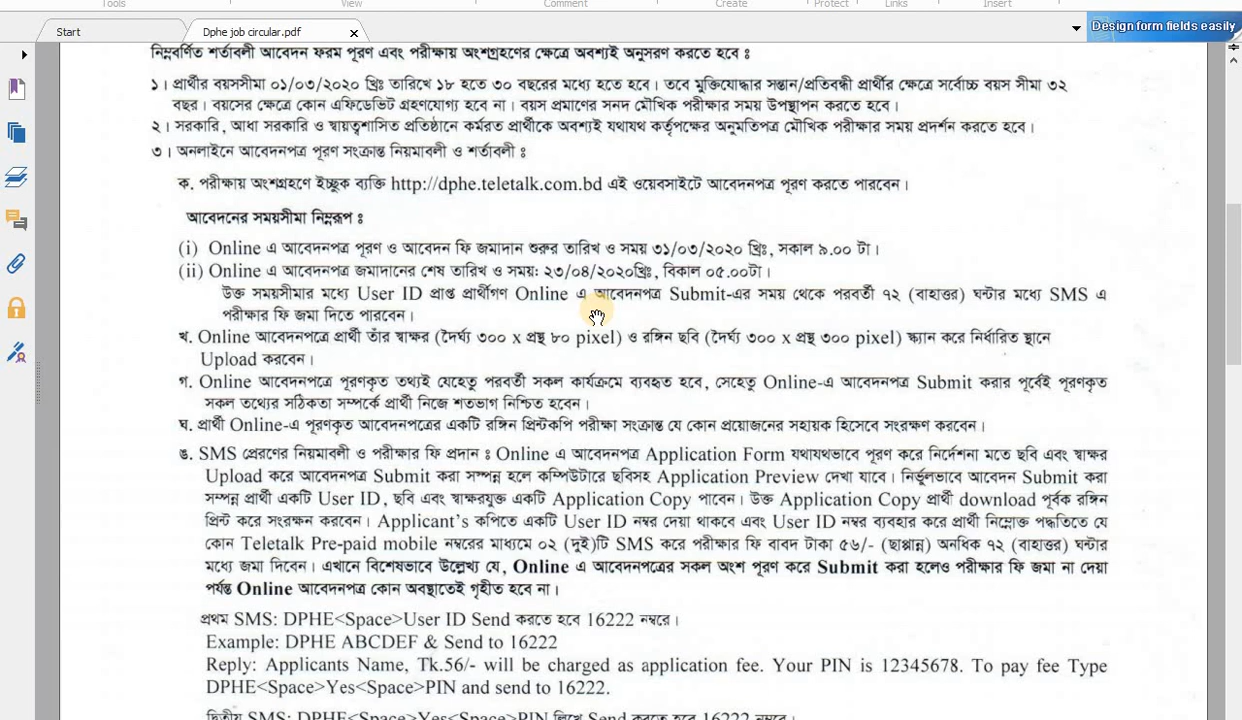 Tools View Comment Create Protect Links Insert
Start Dphe job circular.pdf × Design form fields easily
নিম্নবর্ণিত শর্তাবলী আবেদন ফরম পূরণ এবং পরীক্ষায় অংশগ্রহণের ক্ষেত্রে অবশ্যই অনুসরণ করতে হবে ঃ
১। প্রার্থীর বয়সসীমা ০১/০৩/২০২০ খ্রিঃ তারিখে ১৮ হতে ৩০ বছরের মধ্যে হতে হবে। তবে মুক্তিযোদ্ধার সন্তান/প্রতিবন্ধী প্রার্থীর ক্ষেত্রে সর্বোচ্চ বয়স সীমা ৩২
বছর। বয়সের ক্ষেত্রে কোন এফিডেভিট গ্রহণযোগ্য হবে না। বয়স প্রমাণের সনদ মৌখিক পরীক্ষার সময় উপস্থাপন করতে হবে।
২। সরকারি, আধা সরকারি ও স্বায়ত্বশাসিত প্রতিষ্ঠানে কর্মরত প্রার্থীকে অবশ্যই যথাযথ কর্তৃপক্ষের অনুমতিপত্র মৌখিক পরীক্ষার সময় প্রদর্শন করতে হবে।
৩। অনলাইনে আবেদনপত্র পূরণ সংক্রান্ত নিয়মাবলী ও শর্তাবলী ঃ
ক. পরীক্ষায় অংশগ্রহণে ইচ্ছুক ব্যক্তি http://dphe.teletalk.com.bd এই ওয়েবসাইটে আবেদনপত্র পূরণ করতে পারবেন।
আবেদনের সময়সীমা নিম্নরূপ ঃ
(i) Online এ আবেদনপত্র পূরণ ও আবেদন ফি জমাদান শুরুর তারিখ ও সময় ৩১/০৩/২০২০ খ্রিঃ, সকাল ৯.০০ টা।
(ii) Online এ আবেদনপত্র জমাদানের শেষ তারিখ ও সময়: ২৩/০৪/২০২০খ্রিঃ, বিকাল ০৫.০০টা।
উক্ত সময়সীমার মধ্যে User ID প্রাপ্ত প্রার্থীগণ Online এ আবেদনপত্র Submit-এর সময় থেকে পরবর্তী ৭২ (বাহাত্তর) ঘন্টার মধ্যে SMS এ
পরীক্ষার ফি জমা দিতে পারবেন।
খ. Online আবেদনপত্রে প্রার্থী তাঁর স্বাক্ষর (দৈর্ঘ্য ৩০০ x প্রস্থ ৮০ pixel) ও রঙ্গিন ছবি (দৈর্ঘ্য ৩০০ x প্রস্থ ৩০০ pixel) স্ক্যান করে নির্ধারিত স্থানে
Upload করবেন।
গ. Online আবেদনপত্রে পূরণকৃত তথ্যই যেহেতু পরবর্তী সকল কার্যক্রমে ব্যবহৃত হবে, সেহেতু Online-এ আবেদনপত্র Submit করার পূর্বেই পূরণকৃত
সকল তথ্যের সঠিকতা সম্পর্কে প্রার্থী নিজে শতভাগ নিশ্চিত হবেন।
ঘ. প্রার্থী Online-এ পূরণকৃত আবেদনপত্রের একটি রঙ্গিন প্রিন্টকপি পরীক্ষা সংক্রান্ত যে কোন প্রয়োজনের সহায়ক হিসেবে সংরক্ষণ করবেন।
ঙ. SMS প্রেরণের নিয়মাবলী ও পরীক্ষার ফি প্রদান ঃ Online এ আবেদনপত্র Application Form যথাযথভাবে পূরণ করে নির্দেশনা মতে ছবি এবং স্বাক্ষর
Upload করে আবেদনপত্র Submit করা সম্পন্ন হলে কম্পিউটারে ছবিসহ Application Preview দেখা যাবে। নির্ভুলভাবে আবেদন Submit করা
সম্পন্ন প্রার্থী একটি User ID, ছবি এবং স্বাক্ষরযুক্ত একটি Application Copy পাবেন। উক্ত Application Copy প্রার্থী download পূর্বক রঙ্গিন
প্রিন্ট করে সংরক্ষন করবেন। Applicant's কপিতে একটি User ID নম্বর দেয়া থাকবে এবং User ID নম্বর ব্যবহার করে প্রার্থী নিম্নোক্ত পদ্ধতিতে যে
কোন Teletalk Pre-paid mobile নম্বরের মাধ্যমে ০২ (দুই)টি SMS করে পরীক্ষার ফি বাবদ টাকা ৫৬/- (ছাপ্পান্ন) অনধিক ৭২ (বাহাত্তর) ঘন্টার
মধ্যে জমা দিবেন। এখানে বিশেষভাবে উল্লেখ্য যে, Online এ আবেদনপত্রের সকল অংশ পূরণ করে Submit করা হলেও পরীক্ষার ফি জমা না দেয়া
পর্যন্ত Online আবেদনপত্র কোন অবস্থাতেই গৃহীত হবে না।
প্রথম SMS: DPHE<Space>User ID Send করতে হবে 16222 নম্বরে।
Example: DPHE ABCDEF & Send to 16222
Reply: Applicants Name, Tk.56/- will be charged as application fee. Your PIN is 12345678. To pay fee Type
DPHE<Space>Yes<Space>PIN and send to 16222.
দ্বিতীয় SMS: DPHE<Space>Yes<Space>PIN লিখে Send করতে হবে 16222 নম্বরে।